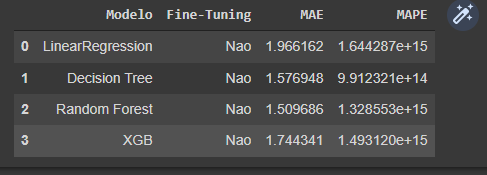 Modelo Fine-Tuning MAE MAPE
0 LinearRegression Nao 1.966162 1.644287e+15
1 Decision Tree Nao 1.576948 9.912321e+14
2 Random Forest Nao 1.509686 1.328553e+15
3 XGB Nao 1.744341 1.493120e+15